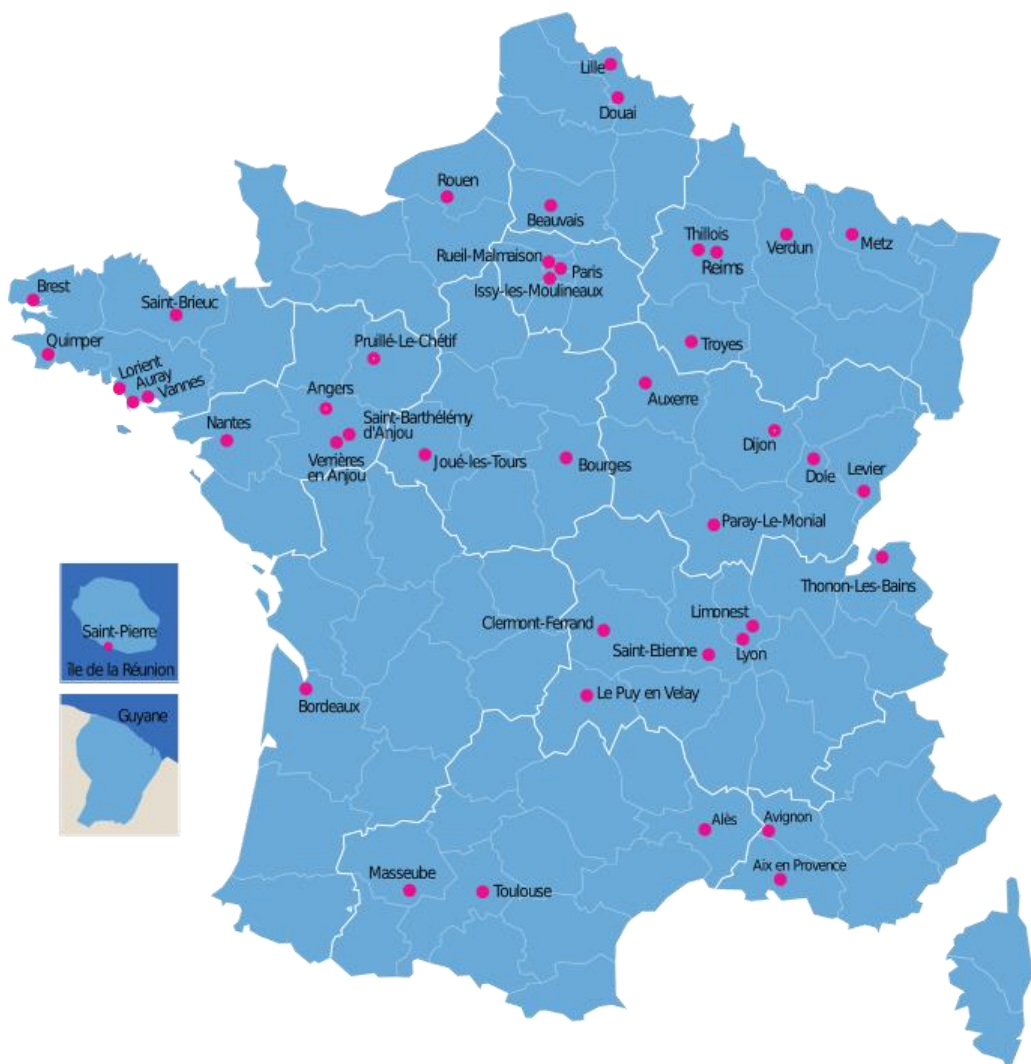 Lille
Douai
Rouen
Beauvais
Thillois
Reims
Verdun
Metz
Rueil-Malmaison
Paris
Issy-les-Moulineaux
Brest
Saint-Brieuc
Quimper
Lorient
Auray
Vannes
Pruillé-Le-Chétif
Troyes
Auxerre
Angers
Saint-Barthélémy
d'Anjou
Nantes
Verrières
en Anjou
Joué-les-Tours
Bourges
Dijon
Dole
Levier
Paray-Le-Monial
Thonon-Les-Bains
Clermont-Ferrand
Limonest
Saint-Etienne
Lyon
Le Puy en Velay
Bordeaux
Saint-Pierre
île de la Réunion
Guyane
Alès
Avignon
Aix en Provence
Masseube
Toulouse